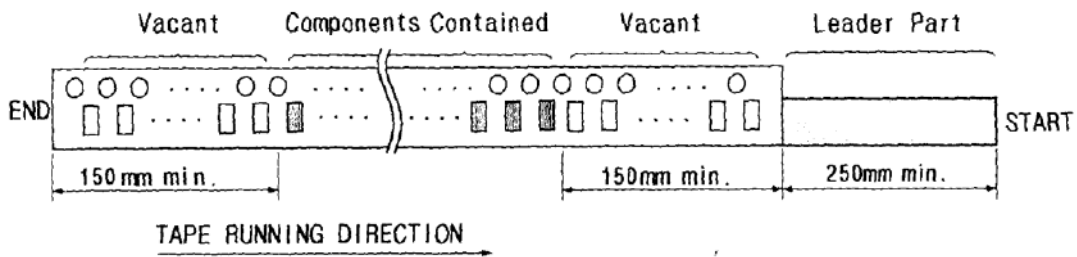 Vacant Components Contained Vacant Leader Part
END
START
150mm min. 150mm min. 250mm min.
TAPE RUNNING DIRECTION